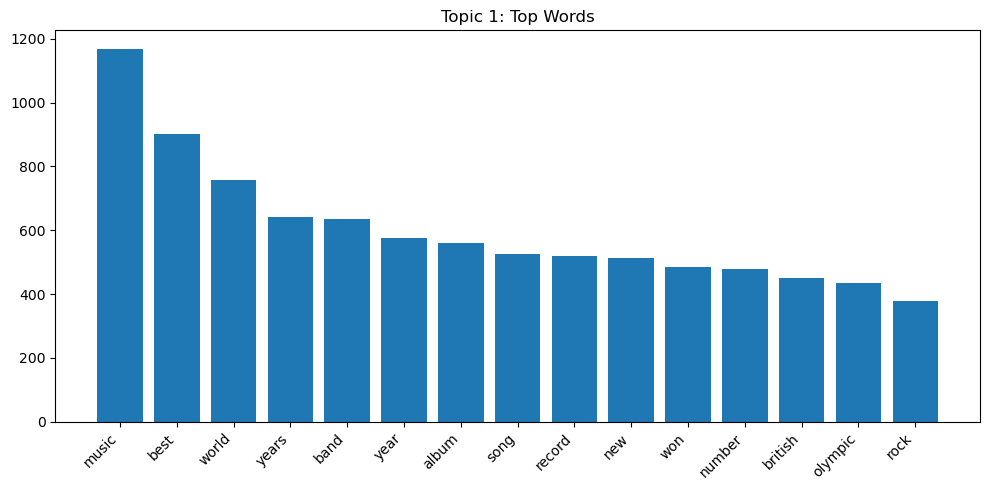 Topic 1: Top Words
1200
1000
800
600
400
200
0
music
best
world
years
band
year
album
song
record
new
won
number
british
olympic
rock